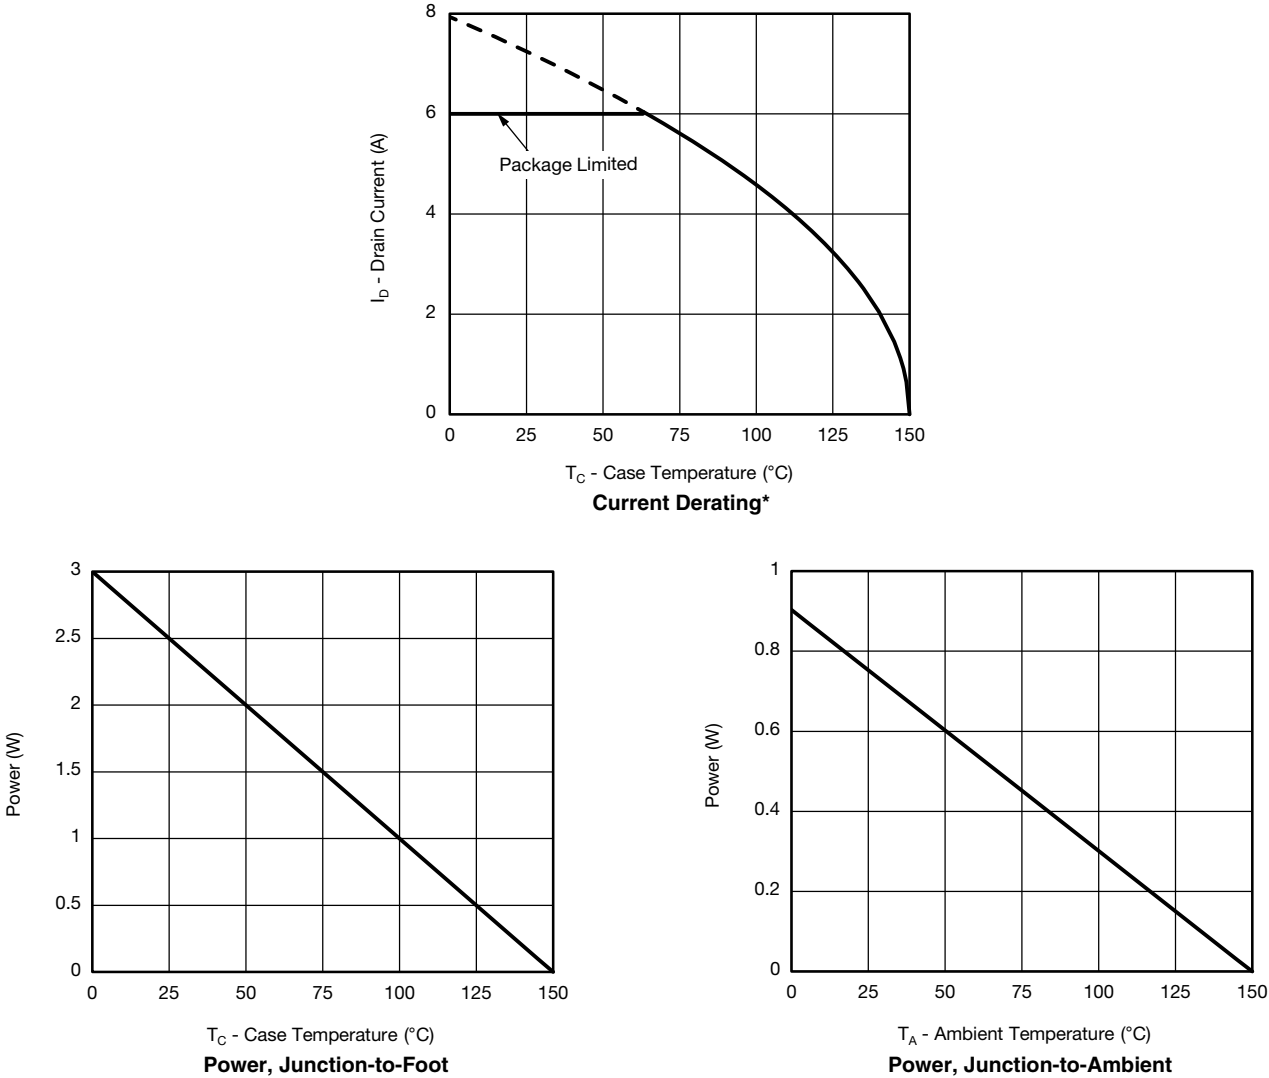 8
6
4
2
0
I_D - Drain Current (A)
Package Limited
0 25 50 75 100 125 150
T_C - Case Temperature (°C)
Current Derating*
3
2.5
2
1.5
1
0.5
0
Power (W)
0 25 50 75 100 125 150
T_C - Case Temperature (°C)
Power, Junction-to-Foot
1
0.8
0.6
0.4
0.2
0
Power (W)
0 25 50 75 100 125 150
T_A - Ambient Temperature (°C)
Power, Junction-to-Ambient